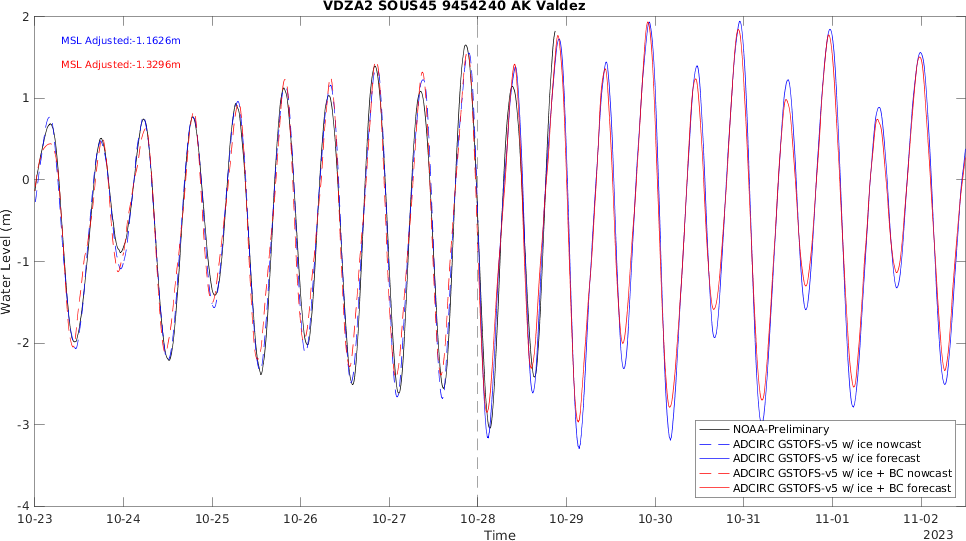 VDZA2 SOUS45 9454240 AK Valdez
MSL Adjusted:-1.1626m
MSL Adjusted:-1.3296m
2
1
0
-1
-2
-3
-4
Water Level (m)
NOAA-Preliminary
ADCIRC GSTOFS-v5 w/ ice nowcast
ADCIRC GSTOFS-v5 w/ ice forecast
ADCIRC GSTOFS-v5 w/ ice + BC nowcast
ADCIRC GSTOFS-v5 w/ ice + BC forecast
10-23 10-24 10-25 10-26 10-27 10-28 10-29 10-30 10-31 11-01 11-02
Time
2023